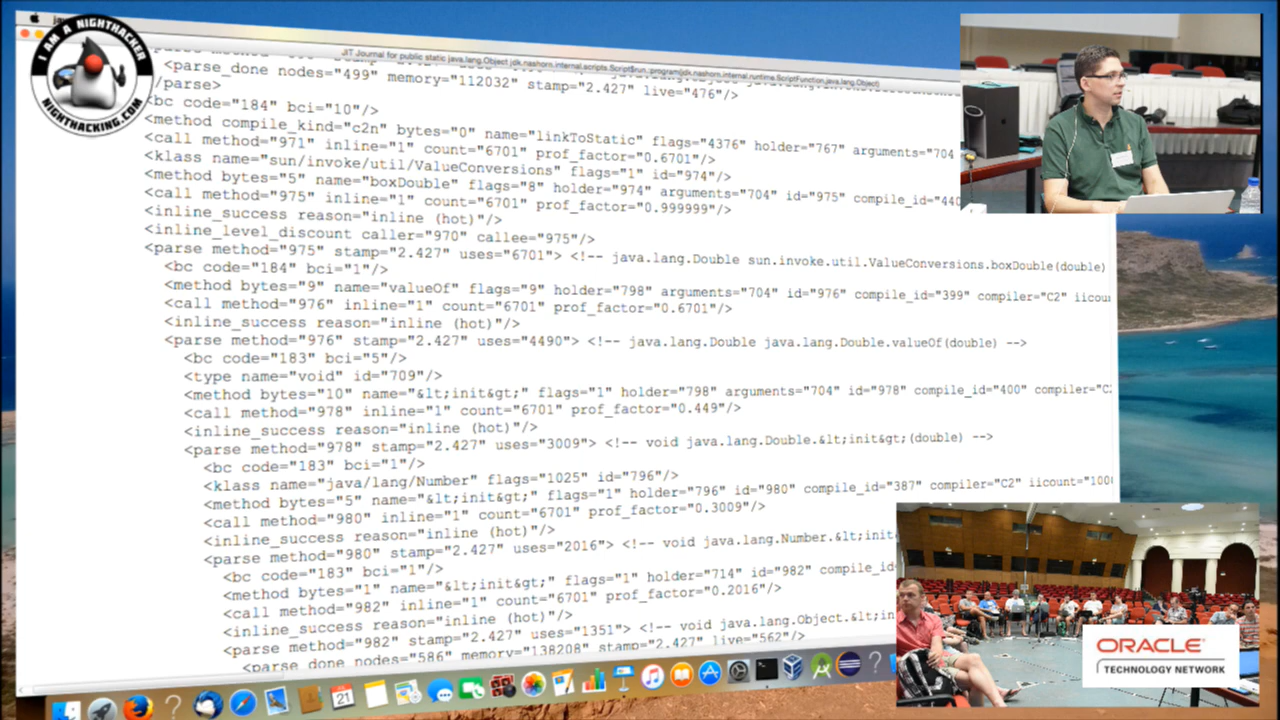 I AM A NIGHTHACKER
NIGHTHACKING.COM
JIT Journal for public static java.lang.Object jdk.nashorn.internal.scripts.Script$run.:program(jdk.nashorn.internal.runtime.ScriptFunction,java.lang.Object)
<parse_done nodes="499" memory="112032" stamp="2.427" live="476"/>
/parse>
<bc code="184" bci="10"/>
<method compile_kind="c2n" bytes="0" name="linkToStatic" flags="4376" holder="767" arguments="704
<call method="971" inline="1" count="6701" prof_factor="0.6701"/>
<klass name="sun/invoke/util/ValueConversions" flags="1" id="974"/>
<method bytes="5" name="boxDouble" flags="8" holder="974" arguments="704" id="975" compile_id="440
<call method="975" inline="1" count="6701" prof_factor="0.999999"/>
<inline_success reason="inline (hot)"/>
<inline_level_discount caller="970" callee="975"/>
<parse method="975" stamp="2.427" uses="6701"> <!-- java.lang.Double sun.invoke.util.ValueConversions.boxDouble(double)
<bc code="184" bci="1"/>
<method bytes="9" name="valueOf" flags="9" holder="798" arguments="704" id="976" compile_id="399" compiler="C2" iicou
<call method="976" inline="1" count="6701" prof_factor="0.6701"/>
<inline_success reason="inline (hot)"/>
<parse method="976" stamp="2.427" uses="4490"> <!-- java.lang.Double java.lang.Double.valueOf(double) -->
<bc code="183" bci="5"/>
<type name="void" id="709"/>
<method bytes="10" name="&lt;init&gt;" flags="1" holder="798" arguments="704" id="978" compile_id="400" compiler="C
<call method="978" inline="1" count="6701" prof_factor="0.449"/>
<inline_success reason="inline (hot)"/>
<parse method="978" stamp="2.427" uses="3009"> <!-- void java.lang.Double.&lt;init&gt;(double) -->
<bc code="183" bci="1"/>
<klass name="java/lang/Number" flags="1025" id="796"/>
<method bytes="5" name="&lt;init&gt;" flags="1" holder="796" id="980" compile_id="387" compiler="C2" iicount="100
<call method="980" inline="1" count="6701" prof_factor="0.3009"/>
<inline_success reason="inline (hot)"/>
<parse method="980" stamp="2.427" uses="2016"> <!-- void java.lang.Number.&lt;init
<bc code="183" bci="1"/>
<method bytes="1" name="&lt;init&gt;" flags="1" holder="714" id="982" compile_id
<call method="982" inline="1" count="6701" prof_factor="0.2016"/>
<inline_success reason="inline (hot)"/>
<parse method="982" stamp="2.427" uses="1351"> <!-- void java.lang.Object.&lt;in
<parse_done nodes="586" memory="138208" stamp="2.427" live="562"/>
21
ORACLE
TECHNOLOGY NETWORK